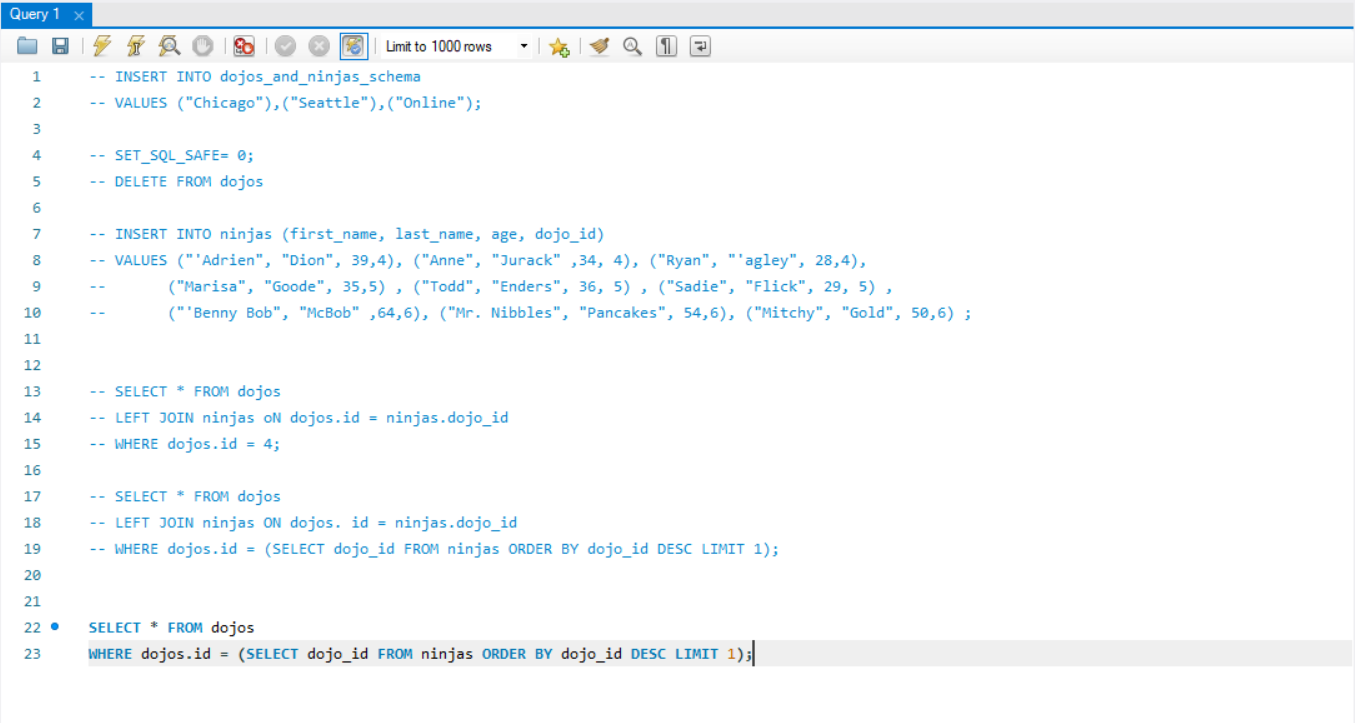 Query 1
Limit to 1000 rows
1 -- INSERT INTO dojos_and_ninjas_schema
2 -- VALUES ("Chicago"),("Seattle"),("Online");
3
4 -- SET_SQL_SAFE= 0;
5 -- DELETE FROM dojos
6
7 -- INSERT INTO ninjas (first_name, last_name, age, dojo_id)
8 -- VALUES ("'Adrien", "Dion", 39,4), ("Anne", "Jurack" ,34, 4), ("Ryan", "'agley", 28,4),
9 --       ("Marisa", "Goode", 35,5) , ("Todd", "Enders", 36, 5) , ("Sadie", "Flick", 29, 5) ,
10 --       ("'Benny Bob", "McBob" ,64,6), ("Mr. Nibbles", "Pancakes", 54,6), ("Mitchy", "Gold", 50,6) ;
11
12
13 -- SELECT * FROM dojos
14 -- LEFT JOIN ninjas oN dojos.id = ninjas.dojo_id
15 -- WHERE dojos.id = 4;
16
17 -- SELECT * FROM dojos
18 -- LEFT JOIN ninjas ON dojos. id = ninjas.dojo_id
19 -- WHERE dojos.id = (SELECT dojo_id FROM ninjas ORDER BY dojo_id DESC LIMIT 1);
20
21
22 SELECT * FROM dojos
23 WHERE dojos.id = (SELECT dojo_id FROM ninjas ORDER BY dojo_id DESC LIMIT 1);